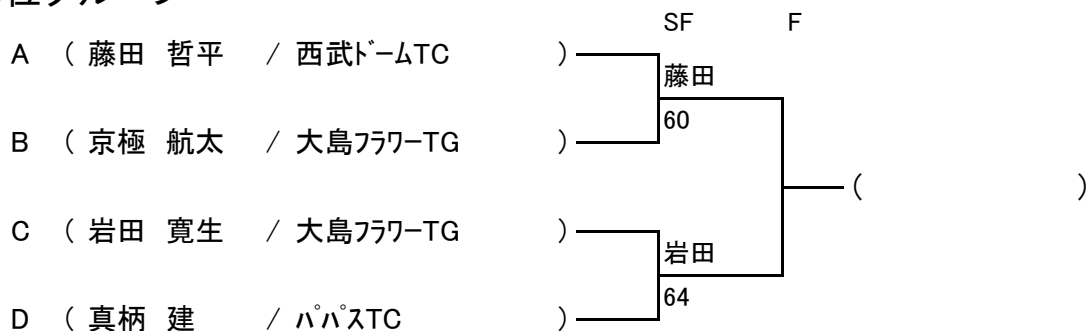 SF F
A ( 藤田 哲平 / 西武ﾄﾞｰﾑTC )
藤田
60
B ( 京極 航太 / 大島ﾌﾗﾜｰTG )
( )
C ( 岩田 寛生 / 大島ﾌﾗﾜｰTG )
岩田
64
D ( 真柄 建 / ﾊﾟﾊﾟｽTC )